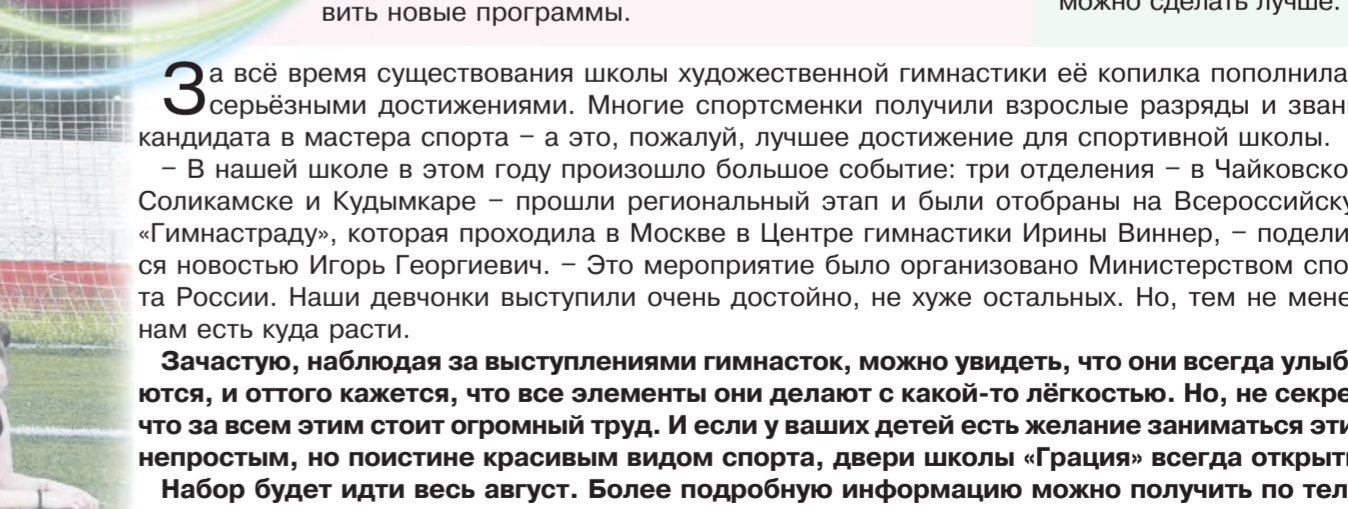 вить новые программы.
можно сделать лучше.
За всё время существования школы художественной гимнастики её копилка пополнила
серьёзными достижениями. Многие спортсменки получили взрослые разряды и зван
кандидата в мастера спорта – а это, пожалуй, лучшее достижение для спортивной школы.
– В нашей школе в этом году произошло большое событие: три отделения – в Чайковско
Соликамске и Кудымкаре – прошли региональный этап и были отобраны на Всероссийску
«Гимнастраду», которая проходила в Москве в Центре гимнастики Ирины Винер, – подели
ся новостью Игорь Георгиевич. – Это мероприятие было организовано Министерством спо
та России. Наши девчонки выступили очень достойно, не хуже остальных. Но, тем не мене
нам есть куда расти.
Зачастую, наблюдая за выступлениями гимнасток, можно увидеть, что они всегда улыб
ются, и оттого кажется, что все элементы они делают с какой-то лёгкостью. Но, не секре
что за всем этим стоит огромный труд. И если у ваших детей есть желание заниматься эти
непростым, но поистине красивым видом спорта, двери школы «Грация» всегда открыт
Набор будет идти весь август. Более подробную информацию можно получить по тел